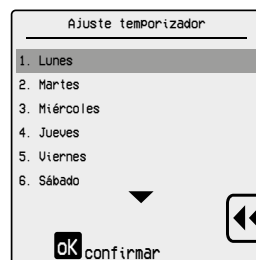 Ajuste temporizador
1. Lunes
2. Martes
3. Miércoles
4. Jueves
5. Viernes
6. Sábado
OK confirmar